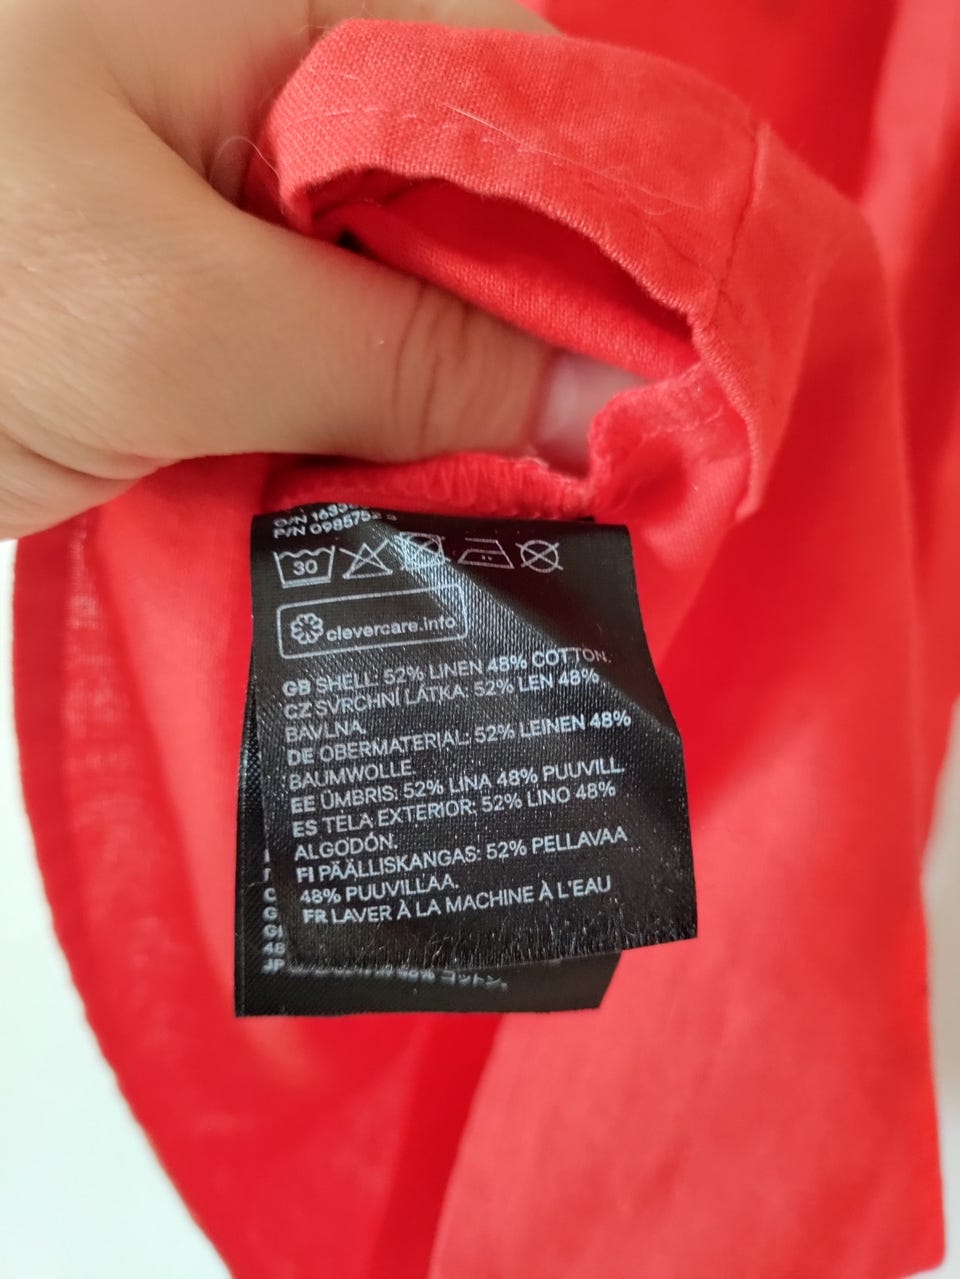 30
clevercare.info
GB SHELL: 52% LINEN 48% COTTON.
CZ SVRCHNÍ LÁTKA: 52% LEN 48%
BAVLNA.
DE OBERMATERIAL: 52% LEINEN 48%
BAUMWOLLE.
EE ÜMBRIS: 52% LINA 48% PUUVILL.
ES TELA EXTERIOR: 52% LINO 48%
ALGODÓN.
FI PÄÄLLISKANGAS: 52% PELLAVAA
48% PUUVILLAA.
FR LAVER À LA MACHINE À L'EAU
48
JP